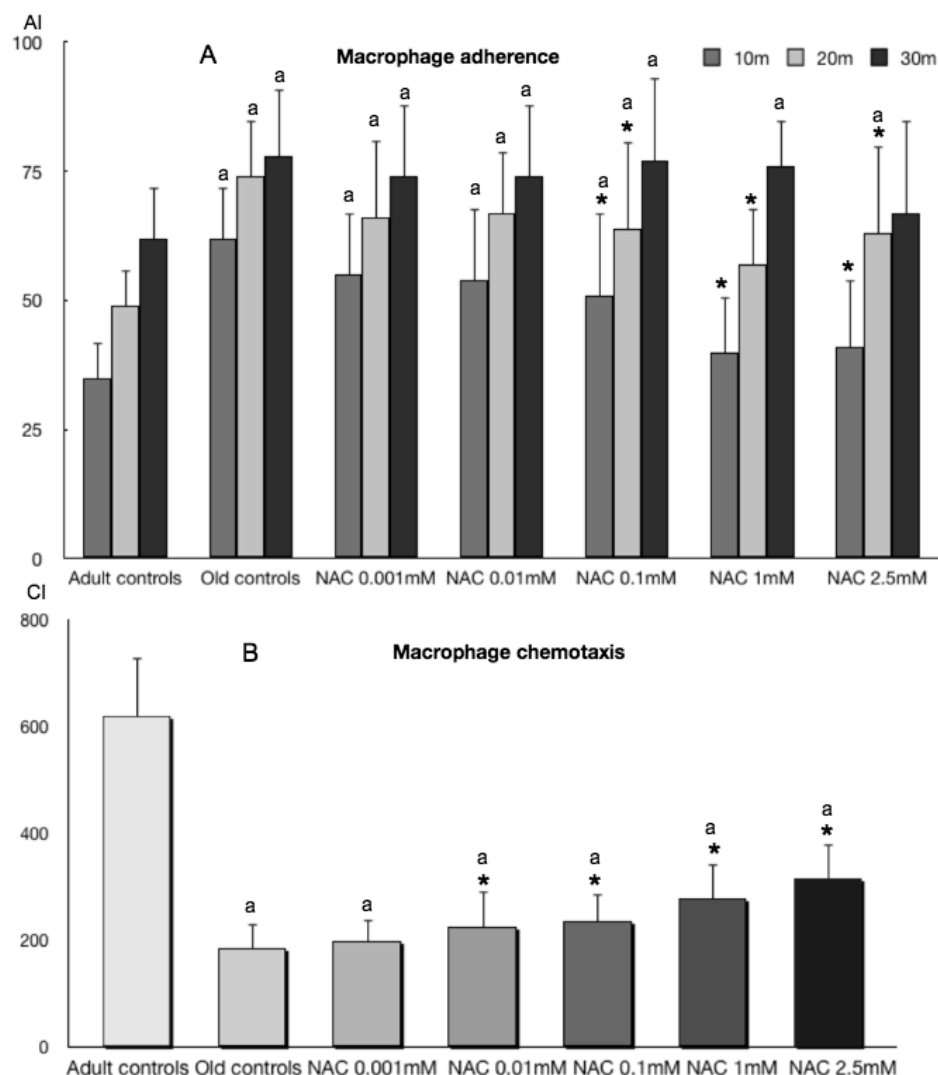 AI
100
A
Macrophage adherence
10m 20m 30m
a
a
a
a
a
a
a
a
a
a
a
*
a
a
*
a
*
a
*
a
*
*
75
50
25
0
Adult controls Old controls NAC 0.001mM NAC 0.01mM NAC 0.1mM NAC 1mM NAC 2.5mM
CI
800
B
Macrophage chemotaxis
600
400
a
a
a
*
a
*
a
*
a
*
200
0
Adult controls Old controls NAC 0.001mM NAC 0.01mM NAC 0.1mM NAC 1mM NAC 2.5mM